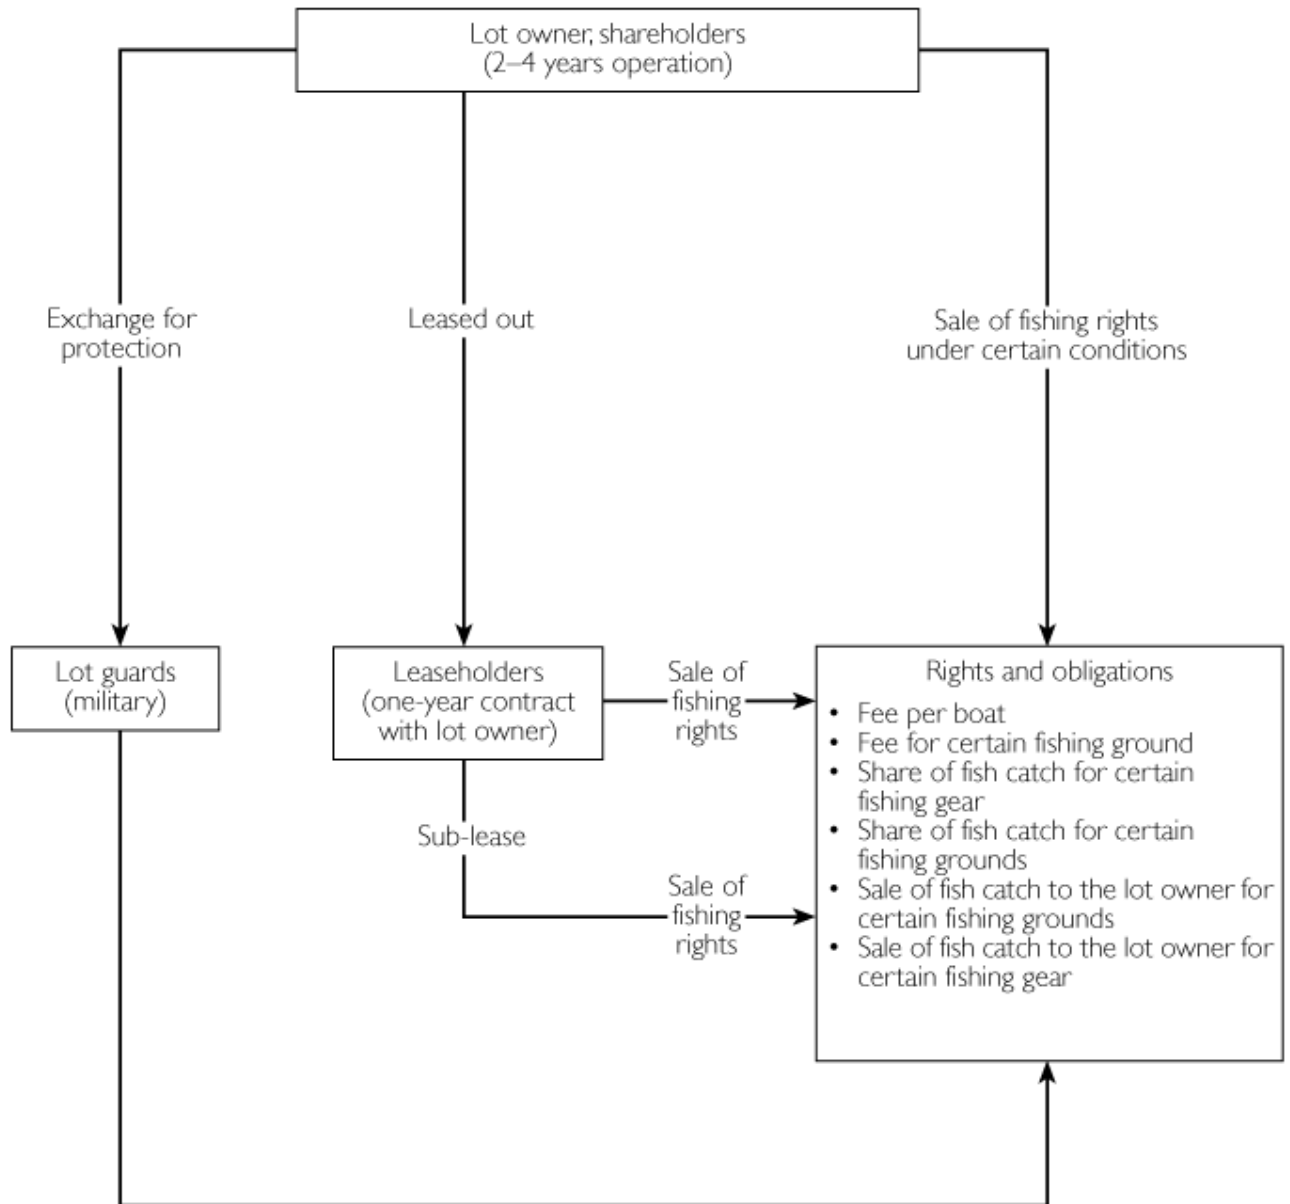 Lot owner, shareholders
(2–4 years operation)
Exchange for
protection
Leased out
Sale of fishing rights
under certain conditions
Lot guards
(military)
Leaseholders
(one-year contract
with lot owner)
Sale of
fishing
rights
Sub-lease
Sale of
fishing
rights
Rights and obligations
• Fee per boat
• Fee for certain fishing ground
• Share of fish catch for certain
fishing gear
• Share of fish catch for certain
fishing grounds
• Sale of fish catch to the lot owner for
certain fishing grounds
• Sale of fish catch to the lot owner for
certain fishing gear